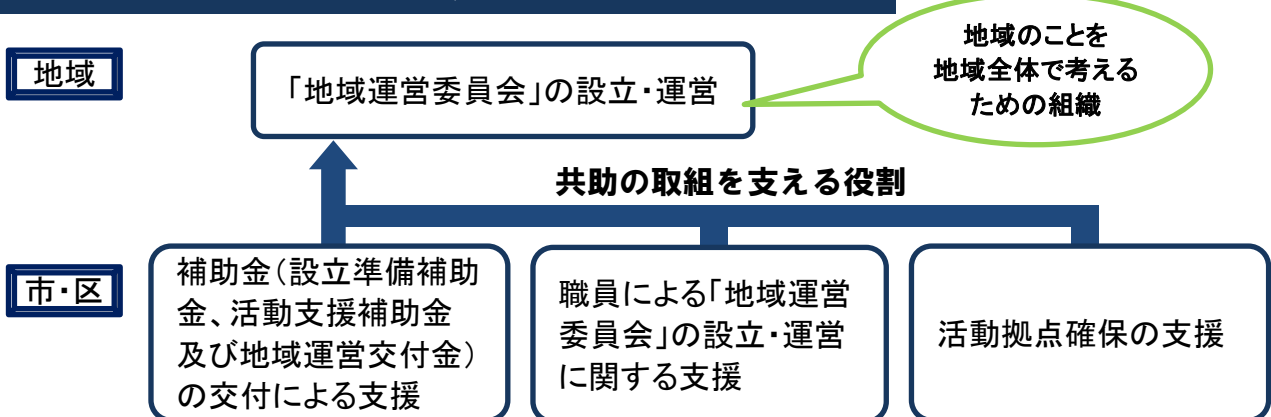 地域
「地域運営委員会」の設立・運営
地域のことを
地域全体で考える
ための組織
共助の取組を支える役割
市・区
補助金(設立準備補助
金、活動支援補助金
及び地域運営交付金)
の交付による支援
職員による「地域運営
委員会」の設立・運営
に関する支援
活動拠点確保の支援